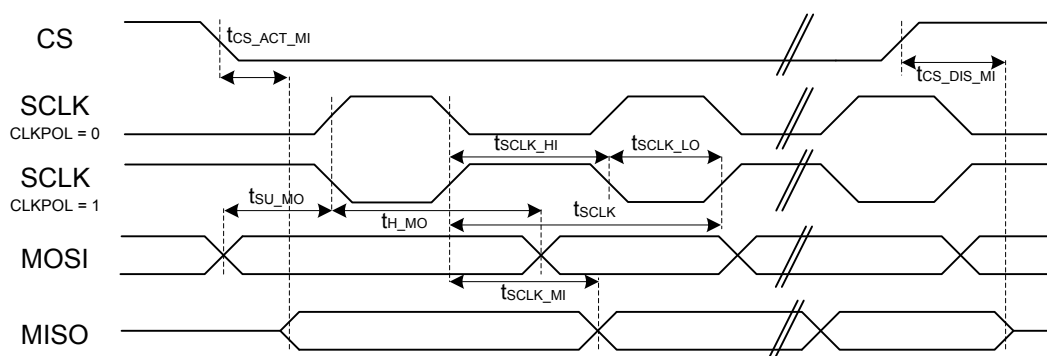 CS
tCS_ACT_MI
tCS_DIS_MI
SCLK
CLKPOL = 0
tSCLK_HI
tSCLK_LO
SCLK
CLKPOL = 1
tSU_MO
tH_MO
tSCLK
MOSI
tSCLK_MI
MISO